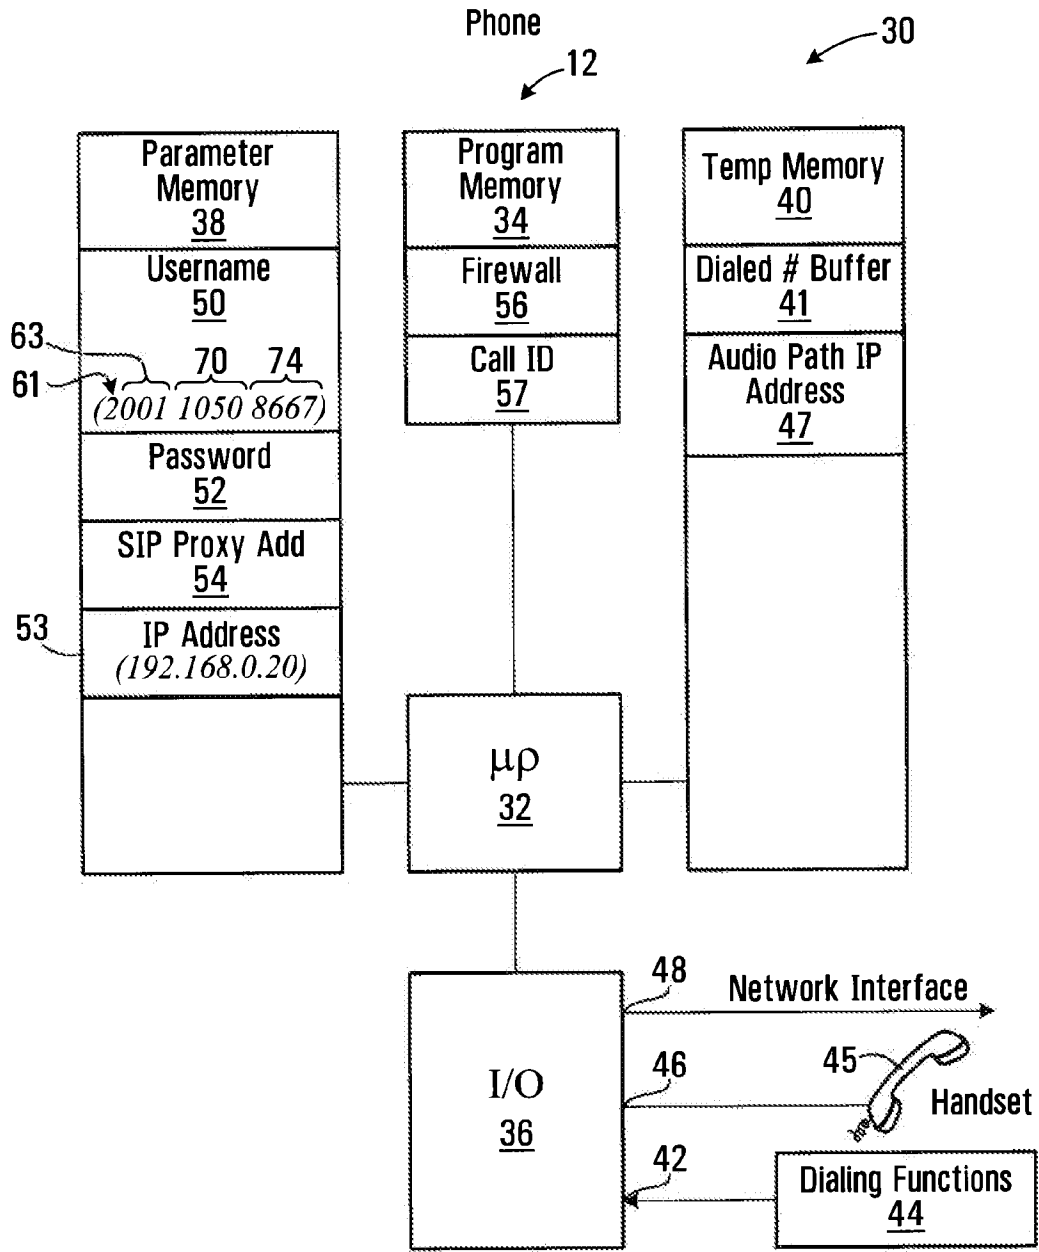 Phone
12
30
Parameter
Memory
38
Username
50
63
61
70
74
(2001 1050 8667)
Password
52
SIP Proxy Add
54
53
IP Address
(192.168.0.20)
Program
Memory
34
Firewall
56
Call ID
57
Temp Memory
40
Dialed # Buffer
41
Audio Path IP
Address
47
μρ
32
I/O
36
48
Network Interface
46
45
Handset
42
Dialing Functions
44